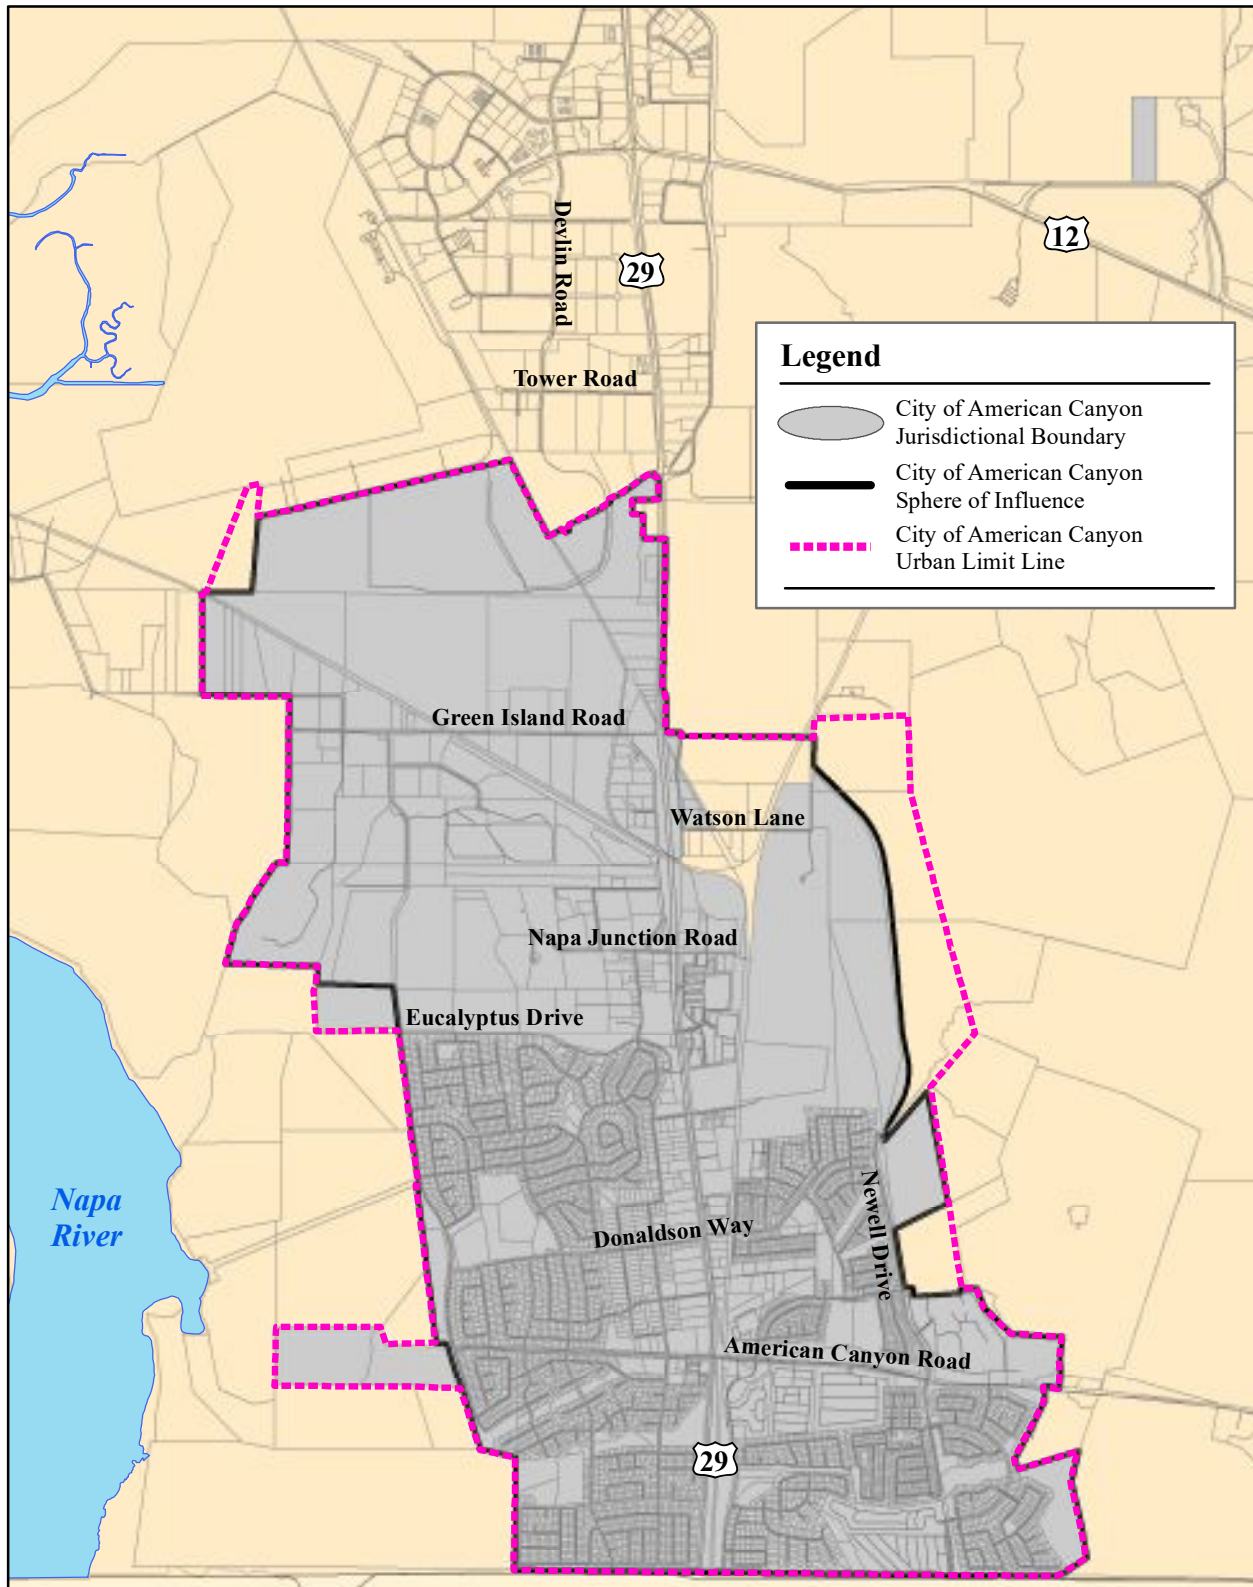 Devlin Road
29
12
Tower Road
Legend
City of American Canyon
Jurisdictional Boundary
City of American Canyon
Sphere of Influence
City of American Canyon
Urban Limit Line
Green Island Road
Watson Lane
Napa Junction Road
Eucalyptus Drive
Napa
River
Donaldson Way
Newell Drive
American Canyon Road
29